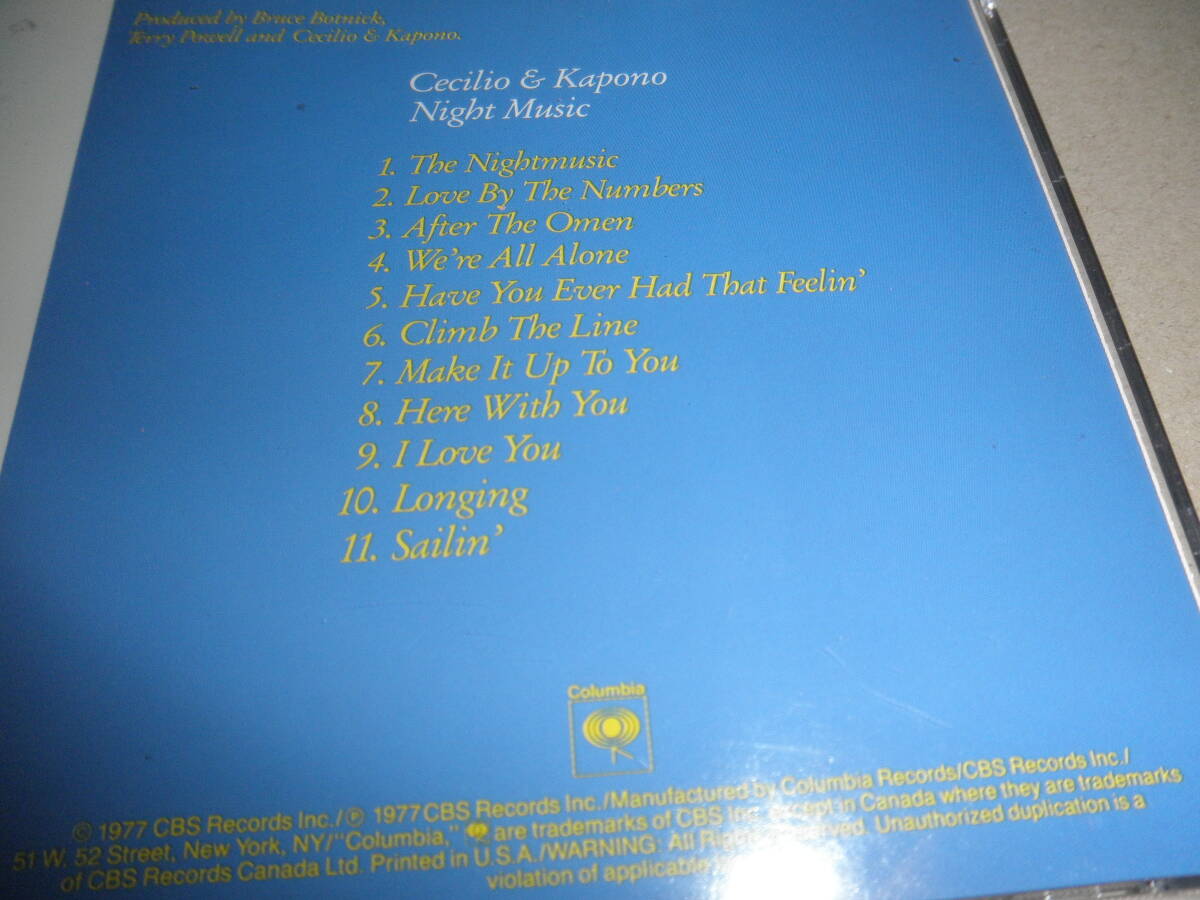 Produced by Bruce Botnick,
Terry Powell and Cecilio & Kapono.
Cecilio & Kapono
Night Music
1. The Nightmusic
2. Love By The Numbers
3. After The Omen
4. We're All Alone
5. Have You Ever Had That Feelin'
6. Climb The Line
7. Make It Up To You
8. Here With You
9. I Love You
10. Longing
11. Sailin'
Columbia
© 1977 CBS Records Inc./℗ 1977 CBS Records Inc./Manufactured by Columbia Records/CBS Records Inc./
51 W. 52 Street, New York, NY/"Columbia," are trademarks of CBS Inc. except in Canada where they are trademarks
of CBS Records Canada Ltd. Printed in U.S.A./WARNING: All Rights Reserved. Unauthorized duplication is a
violation of applicable